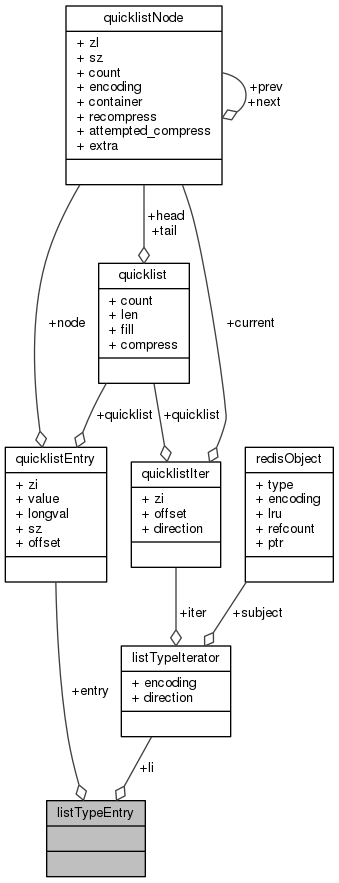 quicklistNode
+ zl
+ sz
+ count
+ encoding
+ container
+ recompress
+ attempted_compress
+ extra
+prev
+next
+head
+tail
quicklist
+ count
+ len
+ fill
+ compress
+node
+current
+quicklist
+quicklist
quicklistEntry
+ zi
+ value
+ longval
+ sz
+ offset
quicklistIter
+ zi
+ offset
+ direction
redisObject
+ type
+ encoding
+ lru
+ refcount
+ ptr
+iter
+subject
listTypeIterator
+ encoding
+ direction
+entry
+li
listTypeEntry